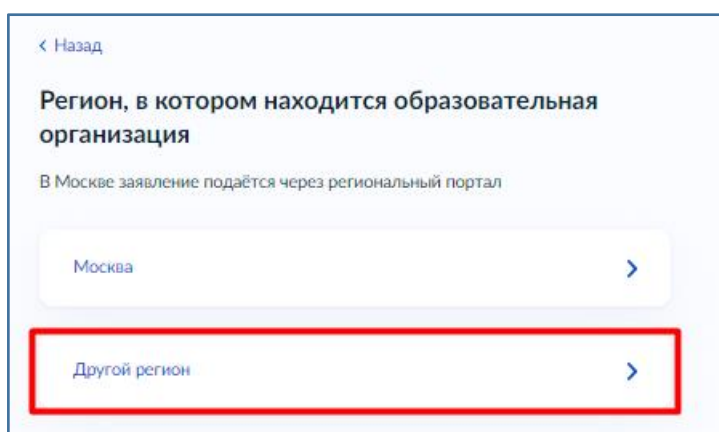 Назад
Регион, в котором находится образовательная
организация
В Москве заявление подаётся через региональный портал
Москва
Другой регион